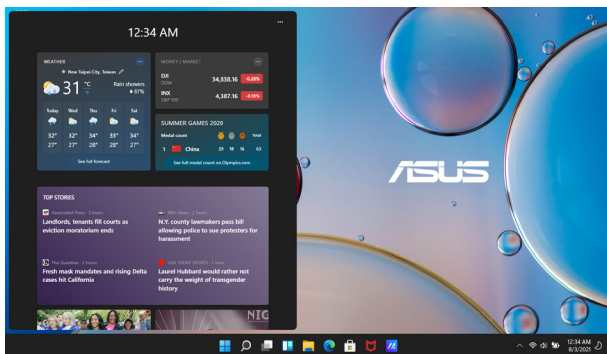 12:34 AM
WEATHER
New Taipei City, Taiwan
31 °C
°F
Rain showers
87%
Today Wed Thu Fri Sat
32° 32° 34° 33° 34°
27° 27° 28° 28° 27°
See full forecast
MONEY | MARKET
DJI
DOW
34,838.16 -0.28%
INX
S&P 500
4,387.16 -0.18%
SUMMER GAMES 2020
Medal count Total
1 China 29 18 16 63
See full medal count on Olympics.com
TOP STORIES
Associated Press · 2 hours
Landlords, tenants fill courts as
eviction moratorium ends
NBC News · 2 hours
N.Y. county lawmakers pass bill
allowing police to sue protesters for
harassment
The Guardian · 2 hours
Fresh mask mandates and rising Delta
cases hit California
USA TODAY SPORTS · 1 hour
Laurel Hubbard would rather not
carry the weight of transgender
history
NIG
ASUS
12:34 AM
8/3/2021